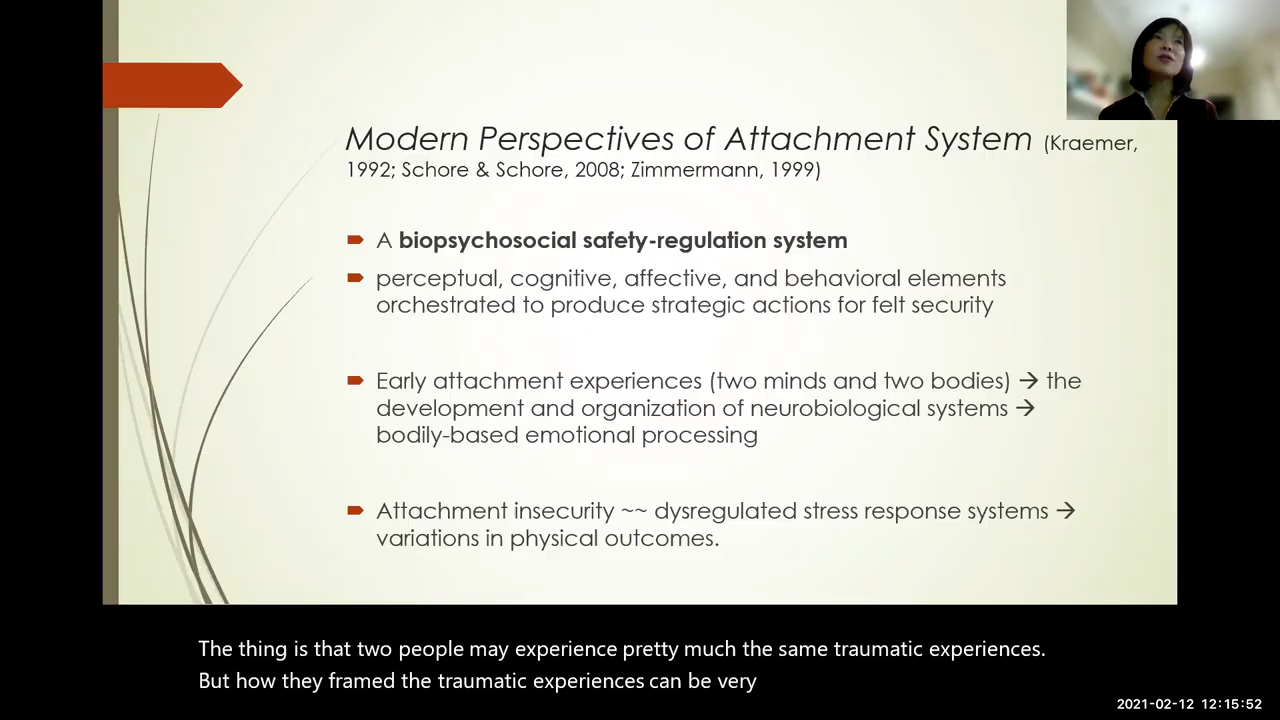 Modern Perspectives of Attachment System (Kraemer,
1992; Schore & Schore, 2008; Zimmermann, 1999)
A biopsychosocial safety-regulation system
perceptual, cognitive, affective, and behavioral elements
orchestrated to produce strategic actions for felt security
Early attachment experiences (two minds and two bodies) → the
development and organization of neurobiological systems →
bodily-based emotional processing
Attachment insecurity ~~ dysregulated stress response systems →
variations in physical outcomes.
The thing is that two people may experience pretty much the same traumatic experiences.
But how they framed the traumatic experiences can be very
2021-02-12 12:15:52